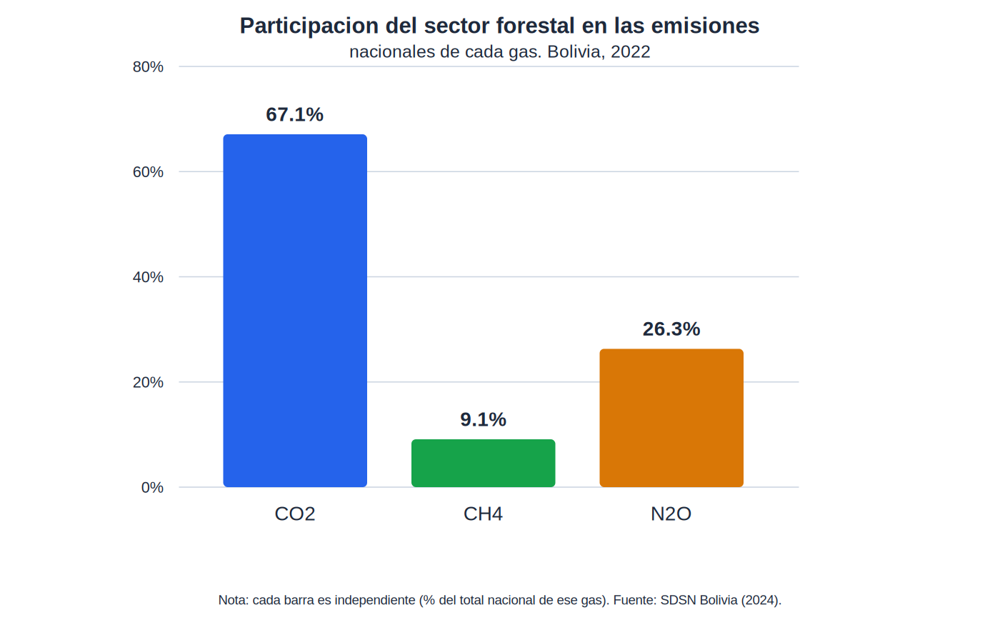 Participacion del sector forestal en las emisiones
nacionales de cada gas. Bolivia, 2022
80%
67.1%
60%
40%
26.3%
20%
9.1%
0%
CO2
CH4
N2O
Nota: cada barra es independiente (% del total nacional de ese gas). Fuente: SDSN Bolivia (2024).